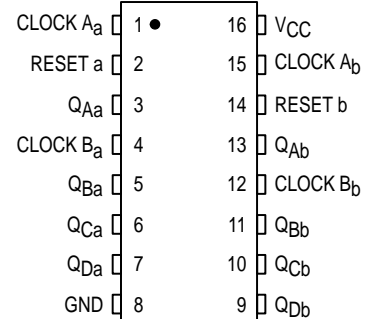 CLOCK Aa 1 16 VCC
RESET a 2 15 CLOCK Ab
QAa 3 14 RESET b
CLOCK Ba 4 13 QAb
QBa 5 12 CLOCK Bb
QCa 6 11 QBb
QDa 7 10 QCb
GND 8 9 QDb